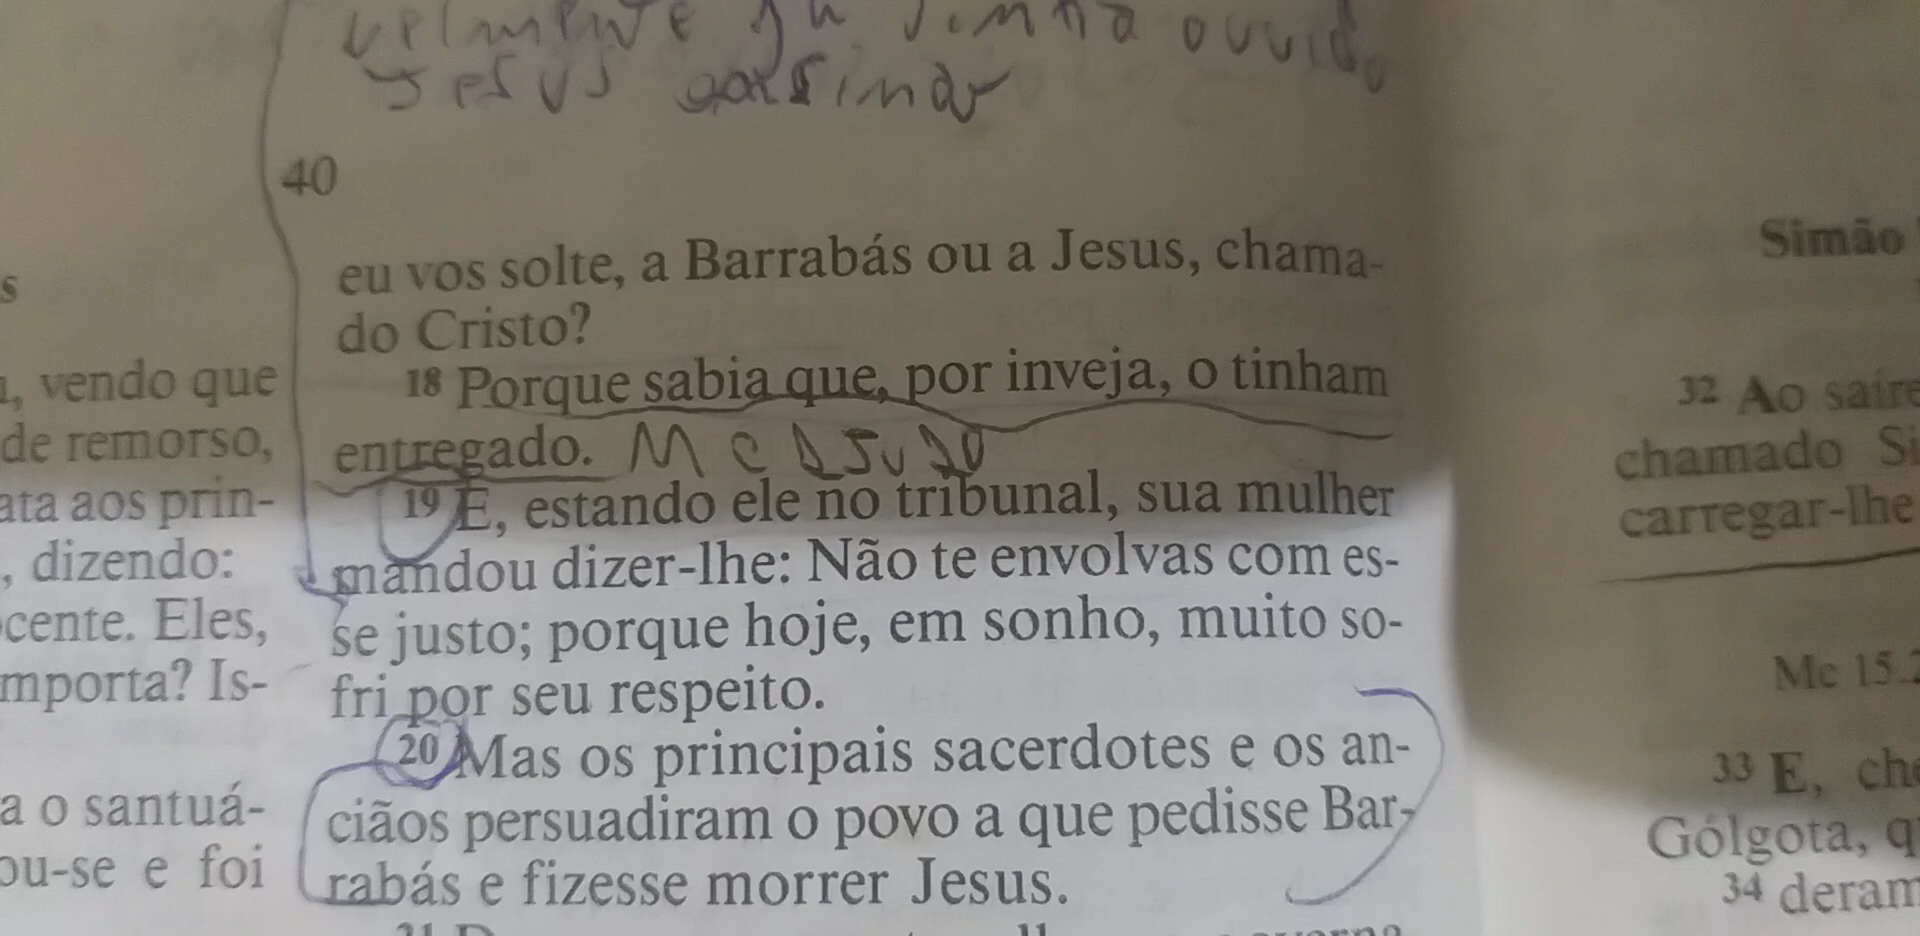 Jesus
40
s
vendo que
de remorso,
ata aos prin-
, dizendo:
cente. Eles,
mporta? Is-
a o santuá-
ou-se e foi
eu vos solte, a Barrabás ou a Jesus, chama-
do Cristo?
18 Porque sabia que, por inveja, o tinham
entregado.
19 E, estando ele no tribunal, sua mulher
mandou dizer-lhe: Não te envolvas com es-
se justo; porque hoje, em sonho, muito so-
fri por seu respeito.
20 Mas os principais sacerdotes e os an-
ciãos persuadiram o povo a que pedisse Bar-
rabás e fizesse morrer Jesus.
Simão
32 Ao saíre
chamado Si
carregar-lhe
Mc 15.2
33 E, che
Gólgota, q
34 deram